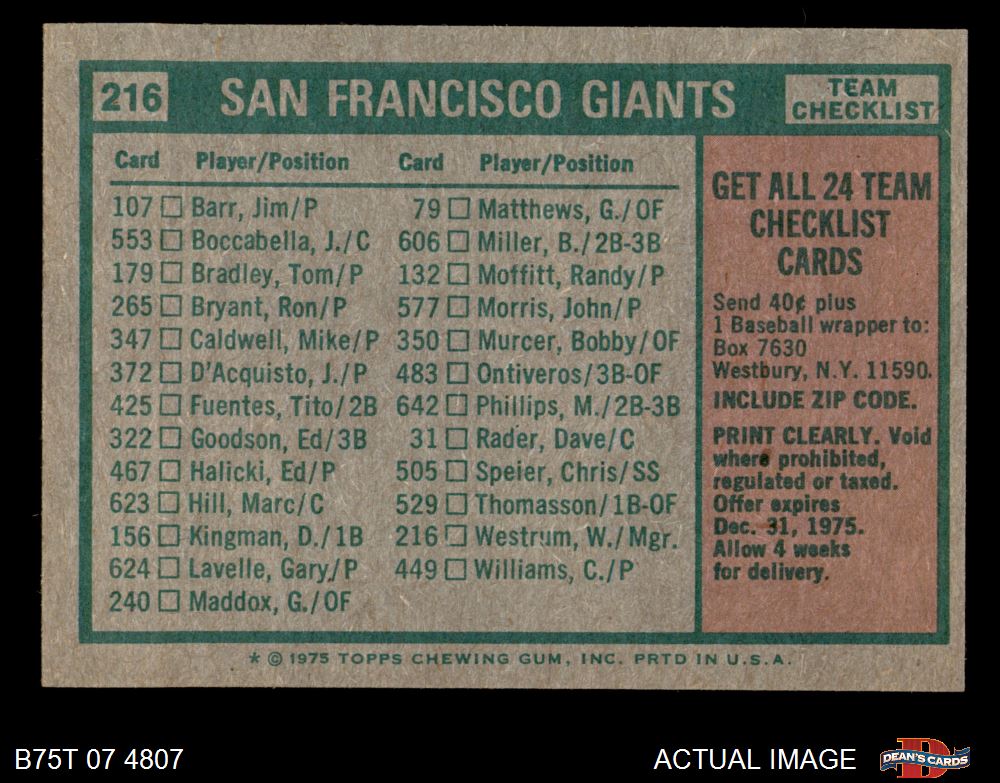 216 SAN FRANCISCO GIANTS TEAM CHECKLIST
Card Player/Position Card Player/Position
107 □ Barr, Jim/P 79 □ Matthews, G./OF
553 □ Boccabella, J./C 606 □ Miller, B./2B-3B
179 □ Bradley, Tom/P 132 □ Moffitt, Randy/P
265 □ Bryant, Ron/P 577 □ Morris, John/P
347 □ Caldwell, Mike/P 350 □ Murcer, Bobby/OF
372 □ D'Acquisto, J./P 483 □ Ontiveros/3B-OF
425 □ Fuentes, Tito/2B 642 □ Phillips, M./2B-3B
322 □ Goodson, Ed/3B 31 □ Rader, Dave/C
467 □ Halicki, Ed/P 505 □ Speier, Chris/SS
623 □ Hill, Marc/C 529 □ Thomasson/1B-OF
156 □ Kingman, D./1B 216 □ Westrum, W./Mgr.
624 □ Lavelle, Gary/P 449 □ Williams, C./P
240 □ Maddox, G./OF
GET ALL 24 TEAM
CHECKLIST
CARDS
Send 40¢ plus
1 Baseball wrapper to:
Box 7630
Westbury, N.Y. 11590.
INCLUDE ZIP CODE.
PRINT CLEARLY. Void
where prohibited,
regulated or taxed.
Offer expires
Dec. 31, 1975.
Allow 4 weeks
for delivery.
* © 1975 TOPPS CHEWING GUM, INC. PRTD IN U.S.A.
B75T 07 4807 ACTUAL IMAGE DEAN'S CARDS